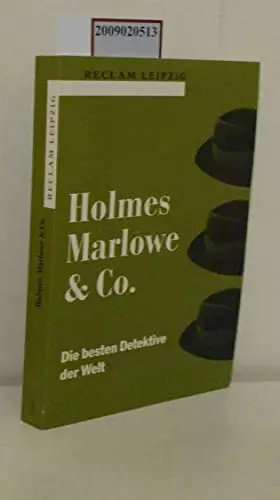 2009020513
RECLAM LEIPZIG
RECLAM LEIPZIG
Holmes, Marlowe & Co.
Holmes
Marlowe
& Co.
Die besten Detektive
der Welt